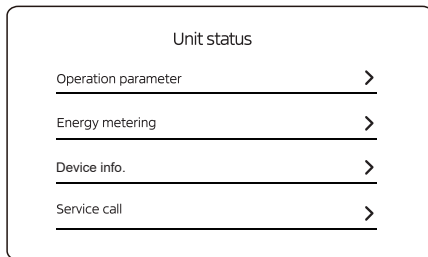 Unit status
Operation parameter
Energy metering
Device info.
Service call